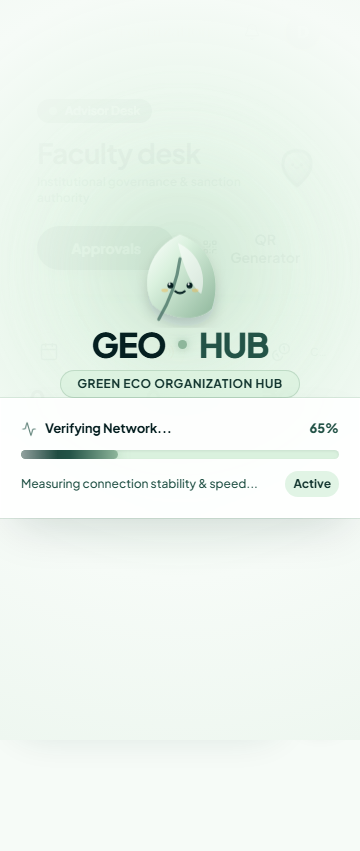 Faculty desk
Approvals
QR
Generator
GEO • HUB
GREEN ECO ORGANIZATION HUB
Verifying Network...
65%
Measuring connection stability & speed...
Active